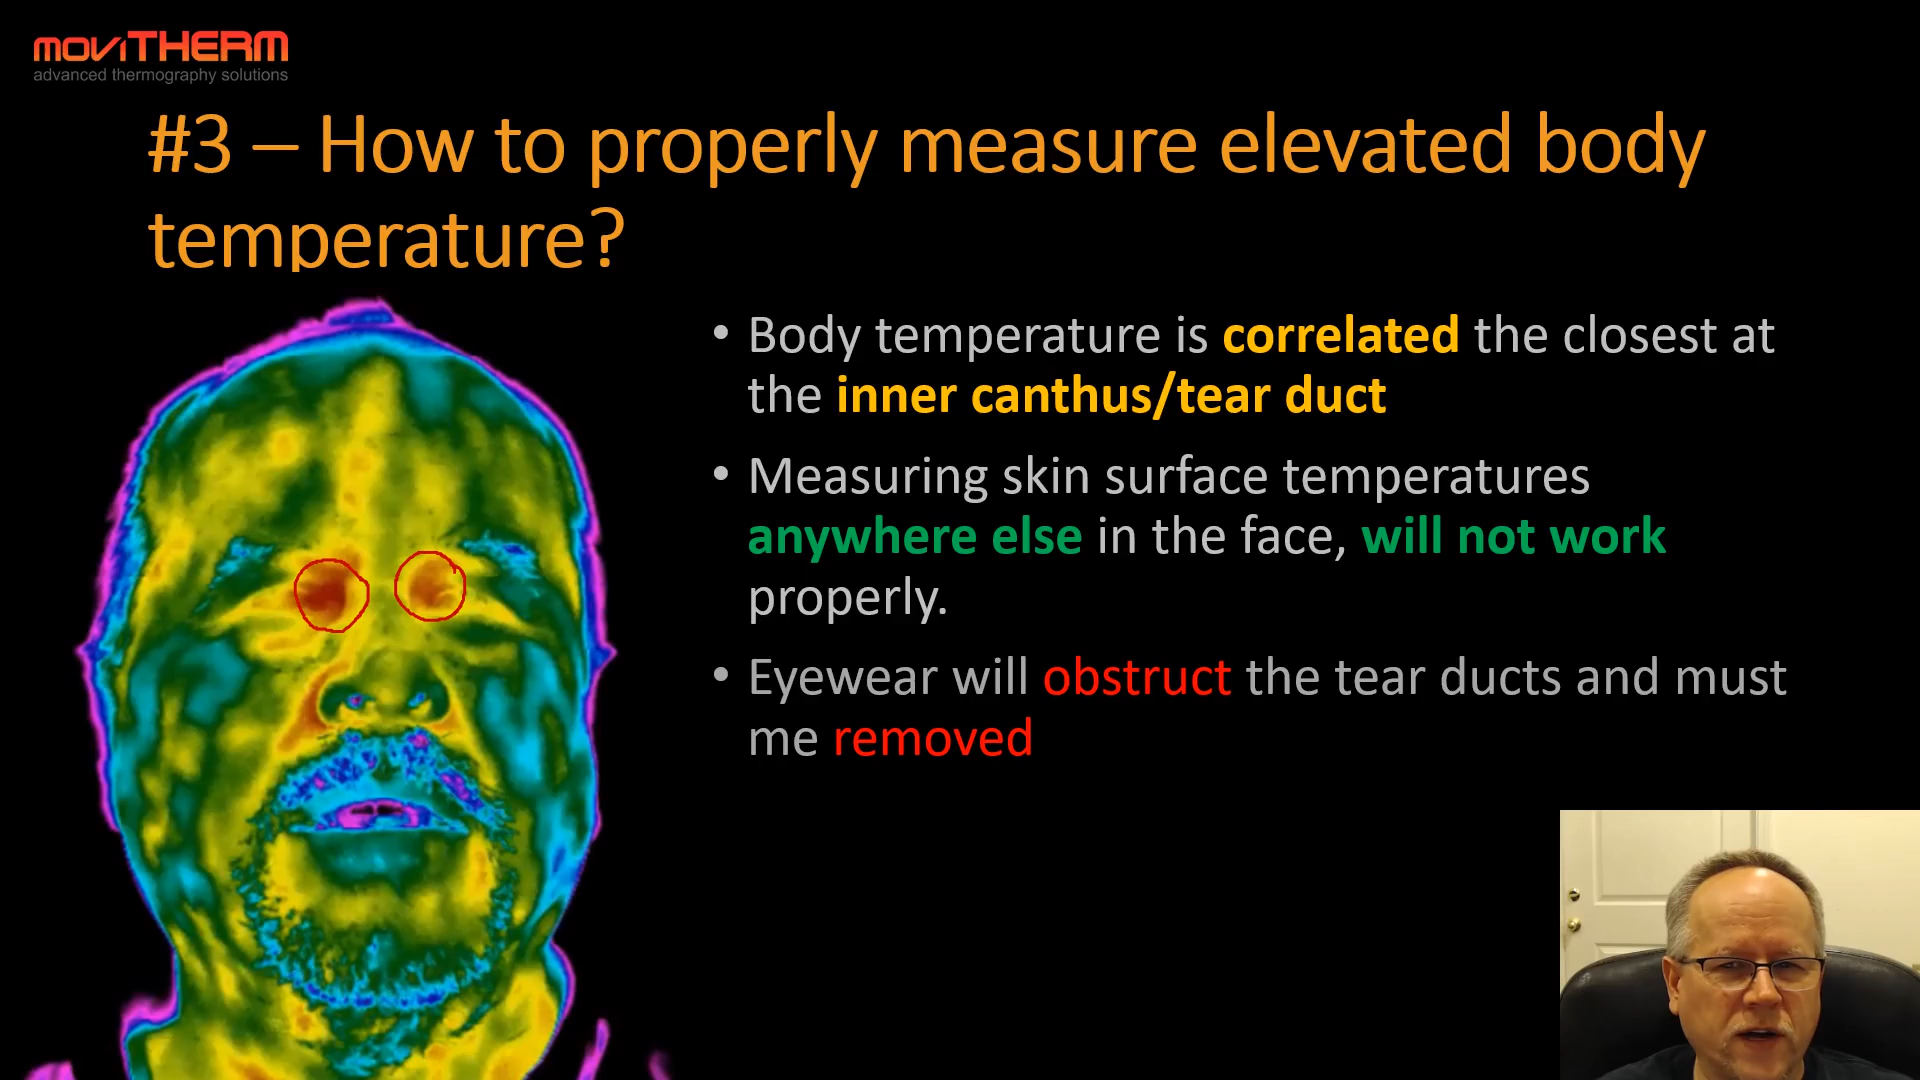 moviTHERM
advanced thermography solutions
#3 – How to properly measure elevated body
temperature?
• Body temperature is correlated the closest at
the inner canthus/tear duct
• Measuring skin surface temperatures
anywhere else in the face, will not work
properly.
• Eyewear will obstruct the tear ducts and must
me removed